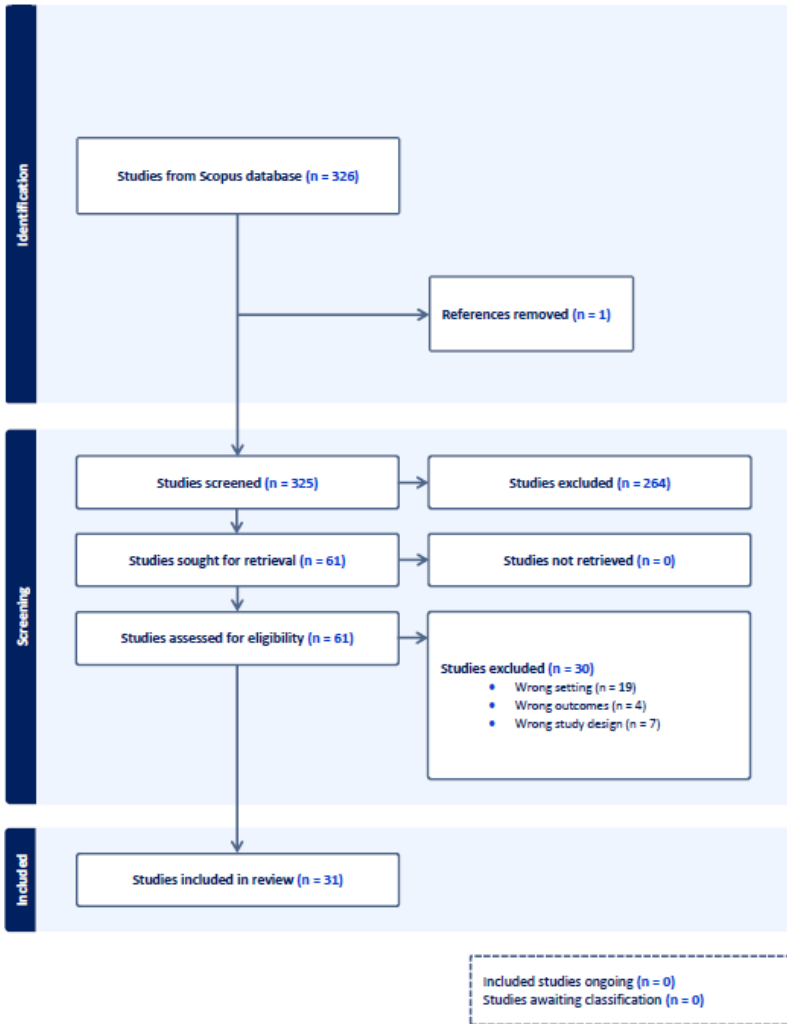 Identification
Studies from Scopus database (n = 326)
References removed (n = 1)
Screening
Studies screened (n = 325)
Studies excluded (n = 264)
Studies sought for retrieval (n = 61)
Studies not retrieved (n = 0)
Studies assessed for eligibility (n = 61)
Studies excluded (n = 30)
• Wrong setting (n = 19)
• Wrong outcomes (n = 4)
• Wrong study design (n = 7)
Included
Studies included in review (n = 31)
Included studies ongoing (n = 0)
Studies awaiting classification (n = 0)